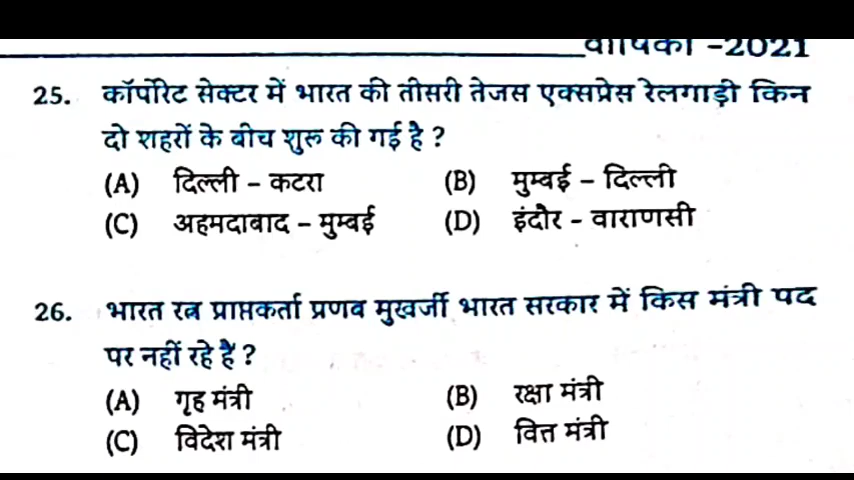 वार्षिकी -2021
25. कॉर्पोरेट सेक्टर में भारत की तीसरी तेजस एक्सप्रेस रेलगाड़ी किन
दो शहरों के बीच शुरू की गई है ?
(A) दिल्ली - कटरा (B) मुम्बई - दिल्ली
(C) अहमदाबाद - मुम्बई (D) इंदौर - वाराणसी
26. भारत रत्न प्राप्तकर्ता प्रणव मुखर्जी भारत सरकार में किस मंत्री पद
पर नहीं रहे हैं ?
(A) गृह मंत्री (B) रक्षा मंत्री
(C) विदेश मंत्री (D) वित्त मंत्री